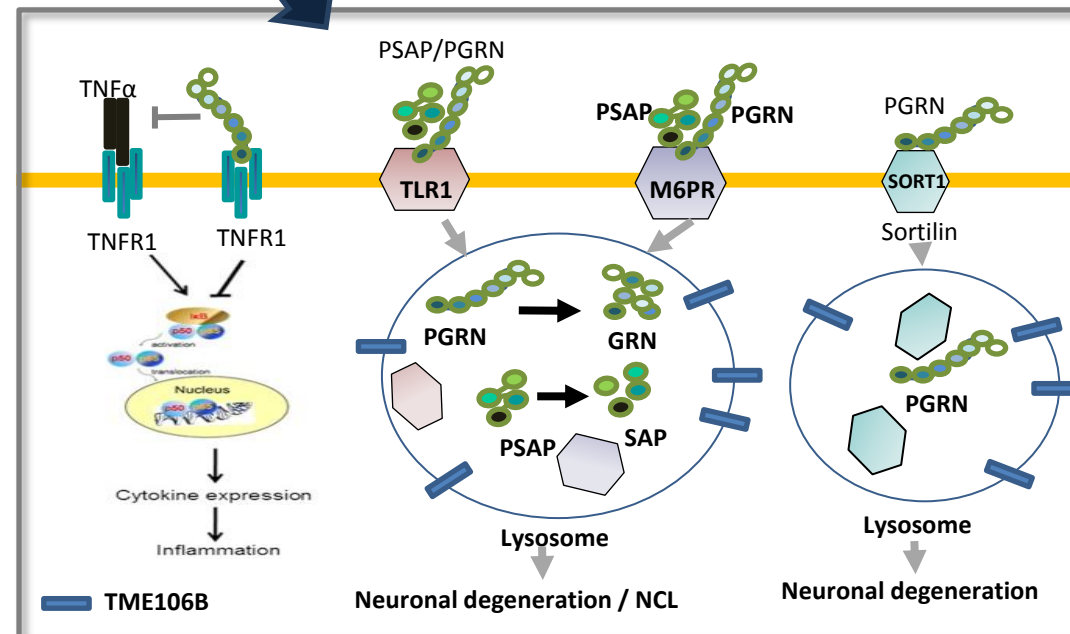 PSAP/PGRN
TNFα
PSAP
PGRN
PGRN
TLR1
M6PR
SORT1
TNFR1
TNFR1
Sortilin
IκB
p50
activation
p50
translocation
Nucleus
p50
PGRN
GRN
PGRN
PSAP
SAP
Cytokine expression
Inflammation
Lysosome
Lysosome
TME106B
Neuronal degeneration / NCL
Neuronal degeneration